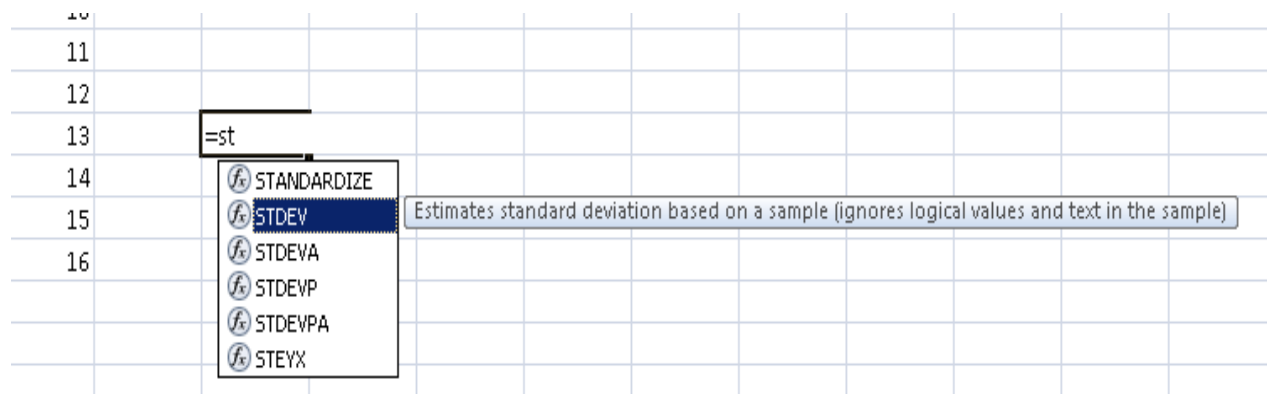 10
11
12
13 =st
14 STANDARDIZE
15 STDEV Estimates standard deviation based on a sample (ignores logical values and text in the sample)
STDEVA
16
STDEVP
STDEVPA
STEYX